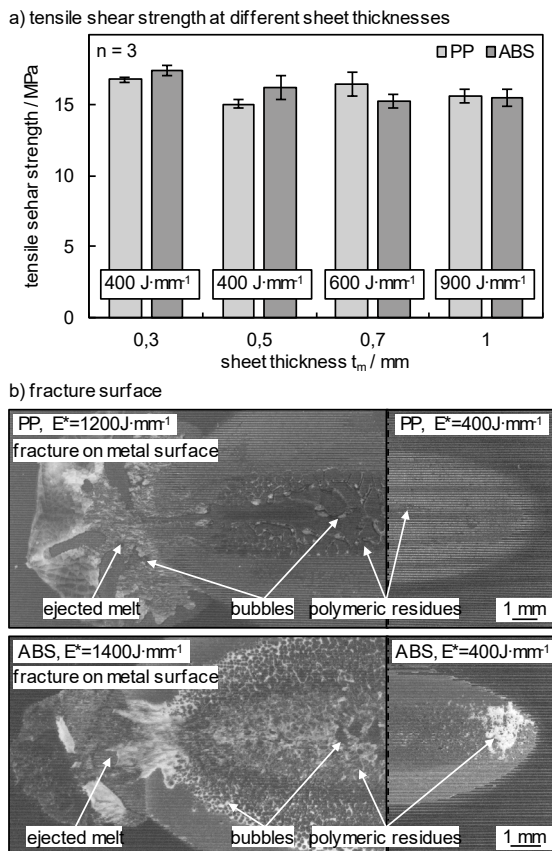 a) tensile shear strength at different sheet thicknesses
n = 3
PP ABS
tensile sehar strength / MPa
20
15
10
5
0
400 J·mm-1 400 J·mm-1 600 J·mm-1 900 J·mm-1
0,3 0,5 0,7 1
sheet thickness tm / mm
b) fracture surface
PP, E*=1200J·mm-1 PP, E*=400J·mm-1
fracture on metal surface
ejected melt bubbles polymeric residues 1 mm
ABS, E*=1400J·mm-1 ABS, E*=400J·mm-1
fracture on metal surface
ejected melt bubbles polymeric residues 1 mm